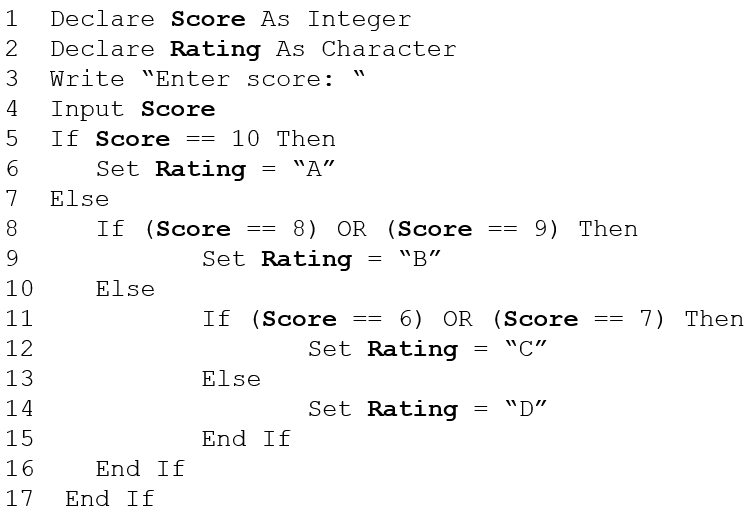 1 Declare Score As Integer
2 Declare Rating As Character
3 Write “Enter score: “
4 Input Score
5 If Score == 10 Then
6 Set Rating = “A”
7 Else
8 If (Score == 8) OR (Score == 9) Then
9 Set Rating = “B”
10 Else
11 If (Score == 6) OR (Score == 7) Then
12 Set Rating = “C”
13 Else
14 Set Rating = “D”
15 End If
16 End If
17 End If